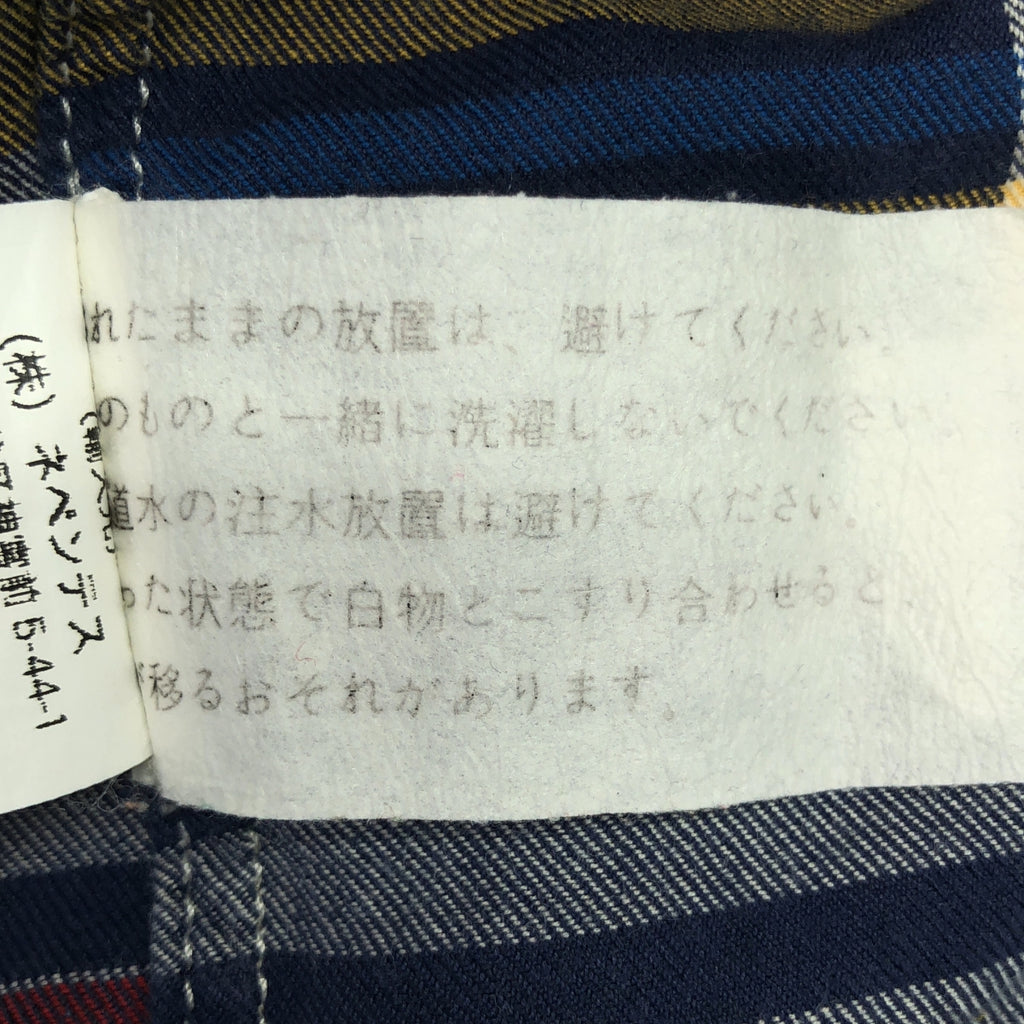 れたままの放置は、避けてください。
のものと一緒に洗濯しないでください。
道水の注水放置は避けてください。
った状態で白物とこすり合わせると、
が移るおそれがあります。
(株)ネペンテス
5-44-1